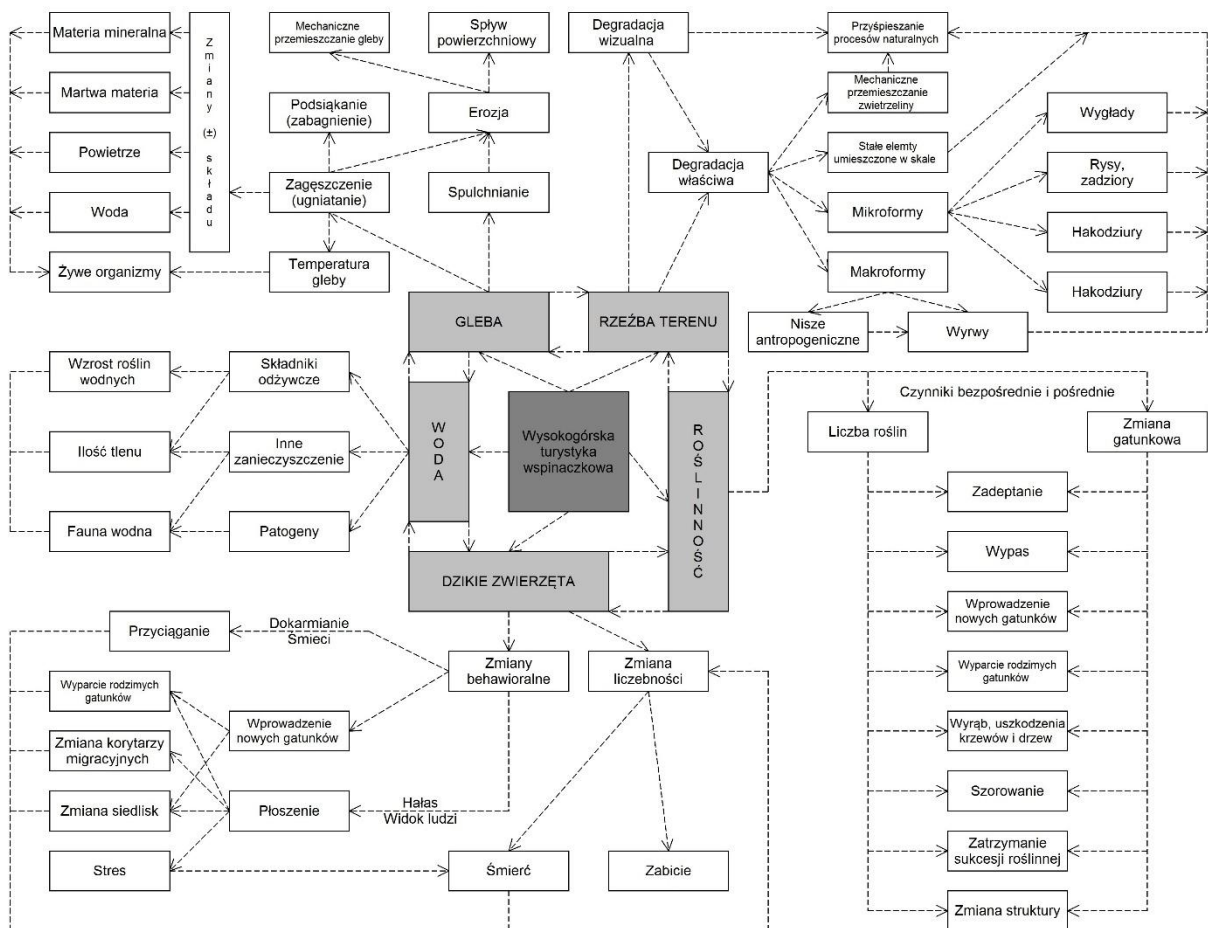 Materia mineralna
Martwa materia
Powietrze
Woda
Żywe organizmy
Zmiany (±) składu
Mechaniczne
przemieszczanie gleby
Spływ
powierzchniowy
Podsiąkanie
(zabagnienie)
Erozja
Zagęszczenie
(ugniatanie)
Spulchnianie
Temperatura
gleby
Degradacja
wizualna
Degradacja
właściwa
Przyśpieszanie
procesów naturalnych
Mechaniczne
przemieszczanie
zwietrzeliny
Stałe elemty
umieszczone w skale
Mikroformy
Makroformy
Nisze
antropogeniczne
Wyrwy
Wygłady
Rysy,
zadziory
Hakodziury
Hakodziury
GLEBA
RZEŹBA TERENU
WODA
Wysokogórska
turystyka
wspinaczkowa
ROŚLINNOŚĆ
DZIKIE ZWIERZĘTA
Wzrost roślin
wodnych
Składniki
odżywcze
Ilość tlenu
Inne
zanieczyszczenie
Fauna wodna
Patogeny
Czynniki bezpośrednie i pośrednie
Liczba roślin
Zmiana
gatunkowa
Zadeptanie
Wypas
Wprowadzenie
nowych gatunków
Wyparcie rodzimych
gatunków
Wyrąb, uszkodzenia
krzewów i drzew
Szorowanie
Zatrzymanie
sukcesji roślinnej
Zmiana struktury
Przyciąganie
Dokarmianie
Śmieci
Zmiany
behawioralne
Zmiana
liczebności
Wyparcie rodzimych
gatunków
Wprowadzenie
nowych gatunków
Zmiana korytarzy
migracyjnych
Zmiana siedlisk
Płoszenie
Hałas
Widok ludzi
Stres
Śmierć
Zabicie